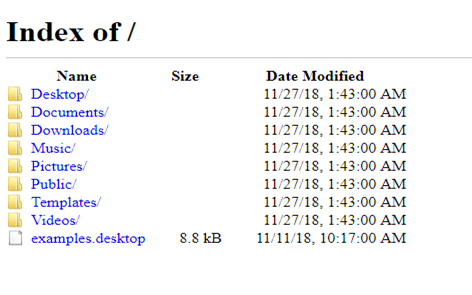 Index of /
Name Size Date Modified
Desktop/ 11/27/18, 1:43:00 AM
Documents/ 11/27/18, 1:43:00 AM
Downloads/ 11/27/18, 1:43:00 AM
Music/ 11/27/18, 1:43:00 AM
Pictures/ 11/27/18, 1:43:00 AM
Public/ 11/27/18, 1:43:00 AM
Templates/ 11/27/18, 1:43:00 AM
Videos/ 11/27/18, 1:43:00 AM
examples.desktop 8.8 kB 11/11/18, 10:17:00 AM